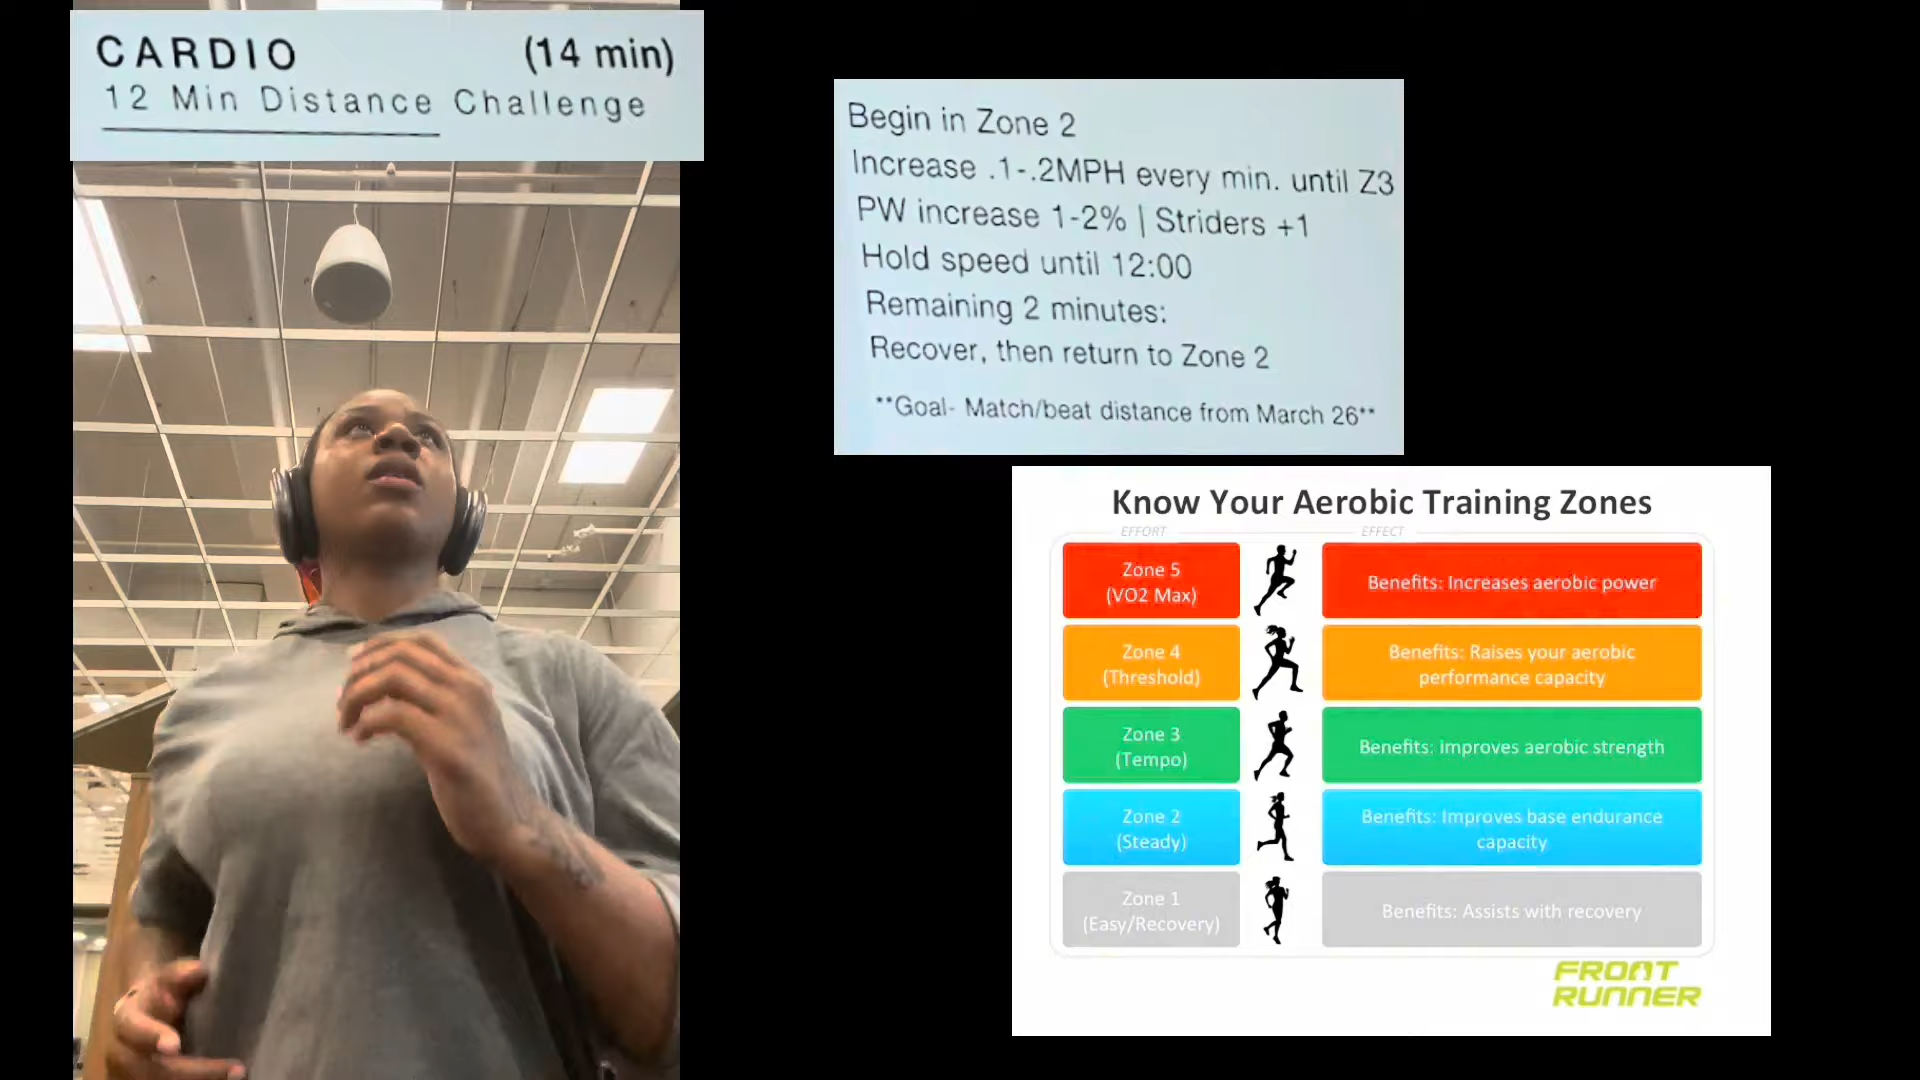 CARDIO (14 min)
12 Min Distance Challenge
Begin in Zone 2
Increase .1-.2MPH every min. until Z3
PW increase 1-2% | Striders +1
Hold speed until 12:00
Remaining 2 minutes:
Recover, then return to Zone 2
**Goal- Match/beat distance from March 26**
Know Your Aerobic Training Zones
EFFORT EFFECT
Zone 5
(VO2 Max)
Benefits: Increases aerobic power
Zone 4
(Threshold)
Benefits: Raises your aerobic
performance capacity
Zone 3
(Tempo)
Benefits: Improves aerobic strength
Zone 2
(Steady)
Benefits: Improves base endurance
capacity
Zone 1
(Easy/Recovery)
Benefits: Assists with recovery
FRONT
RUNNER